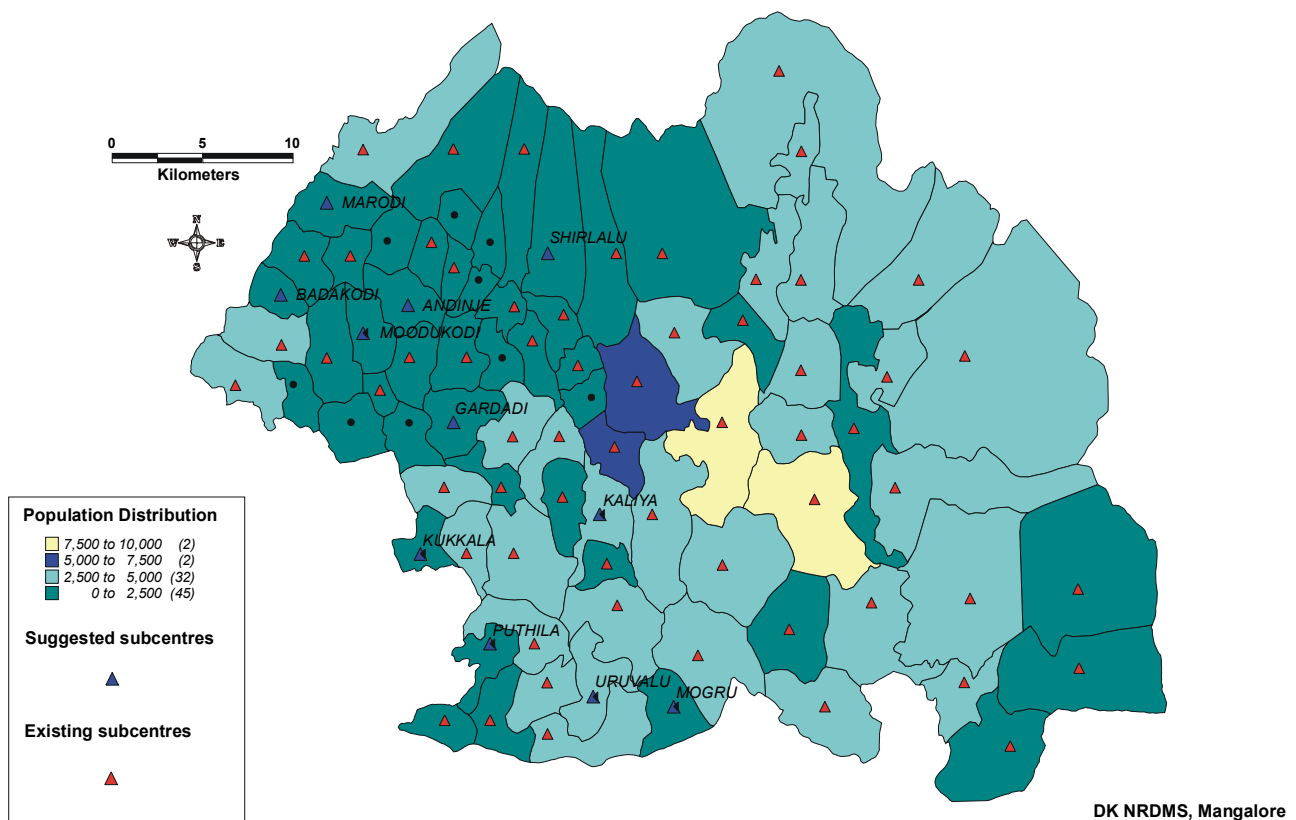 0 5 10
Kilometers
N
W E
S
MARODI
SHIRLALU
BADAKODI
ANDINJE
MOODUKODI
GARDADI
KALIYA
KUKKALA
PUTHILA
URUVALU
MOGRU
Population Distribution
7,500 to 10,000 (2)
5,000 to 7,500 (2)
2,500 to 5,000 (32)
0 to 2,500 (45)
Suggested subcentres
Existing subcentres
DK NRDMS, Mangalore